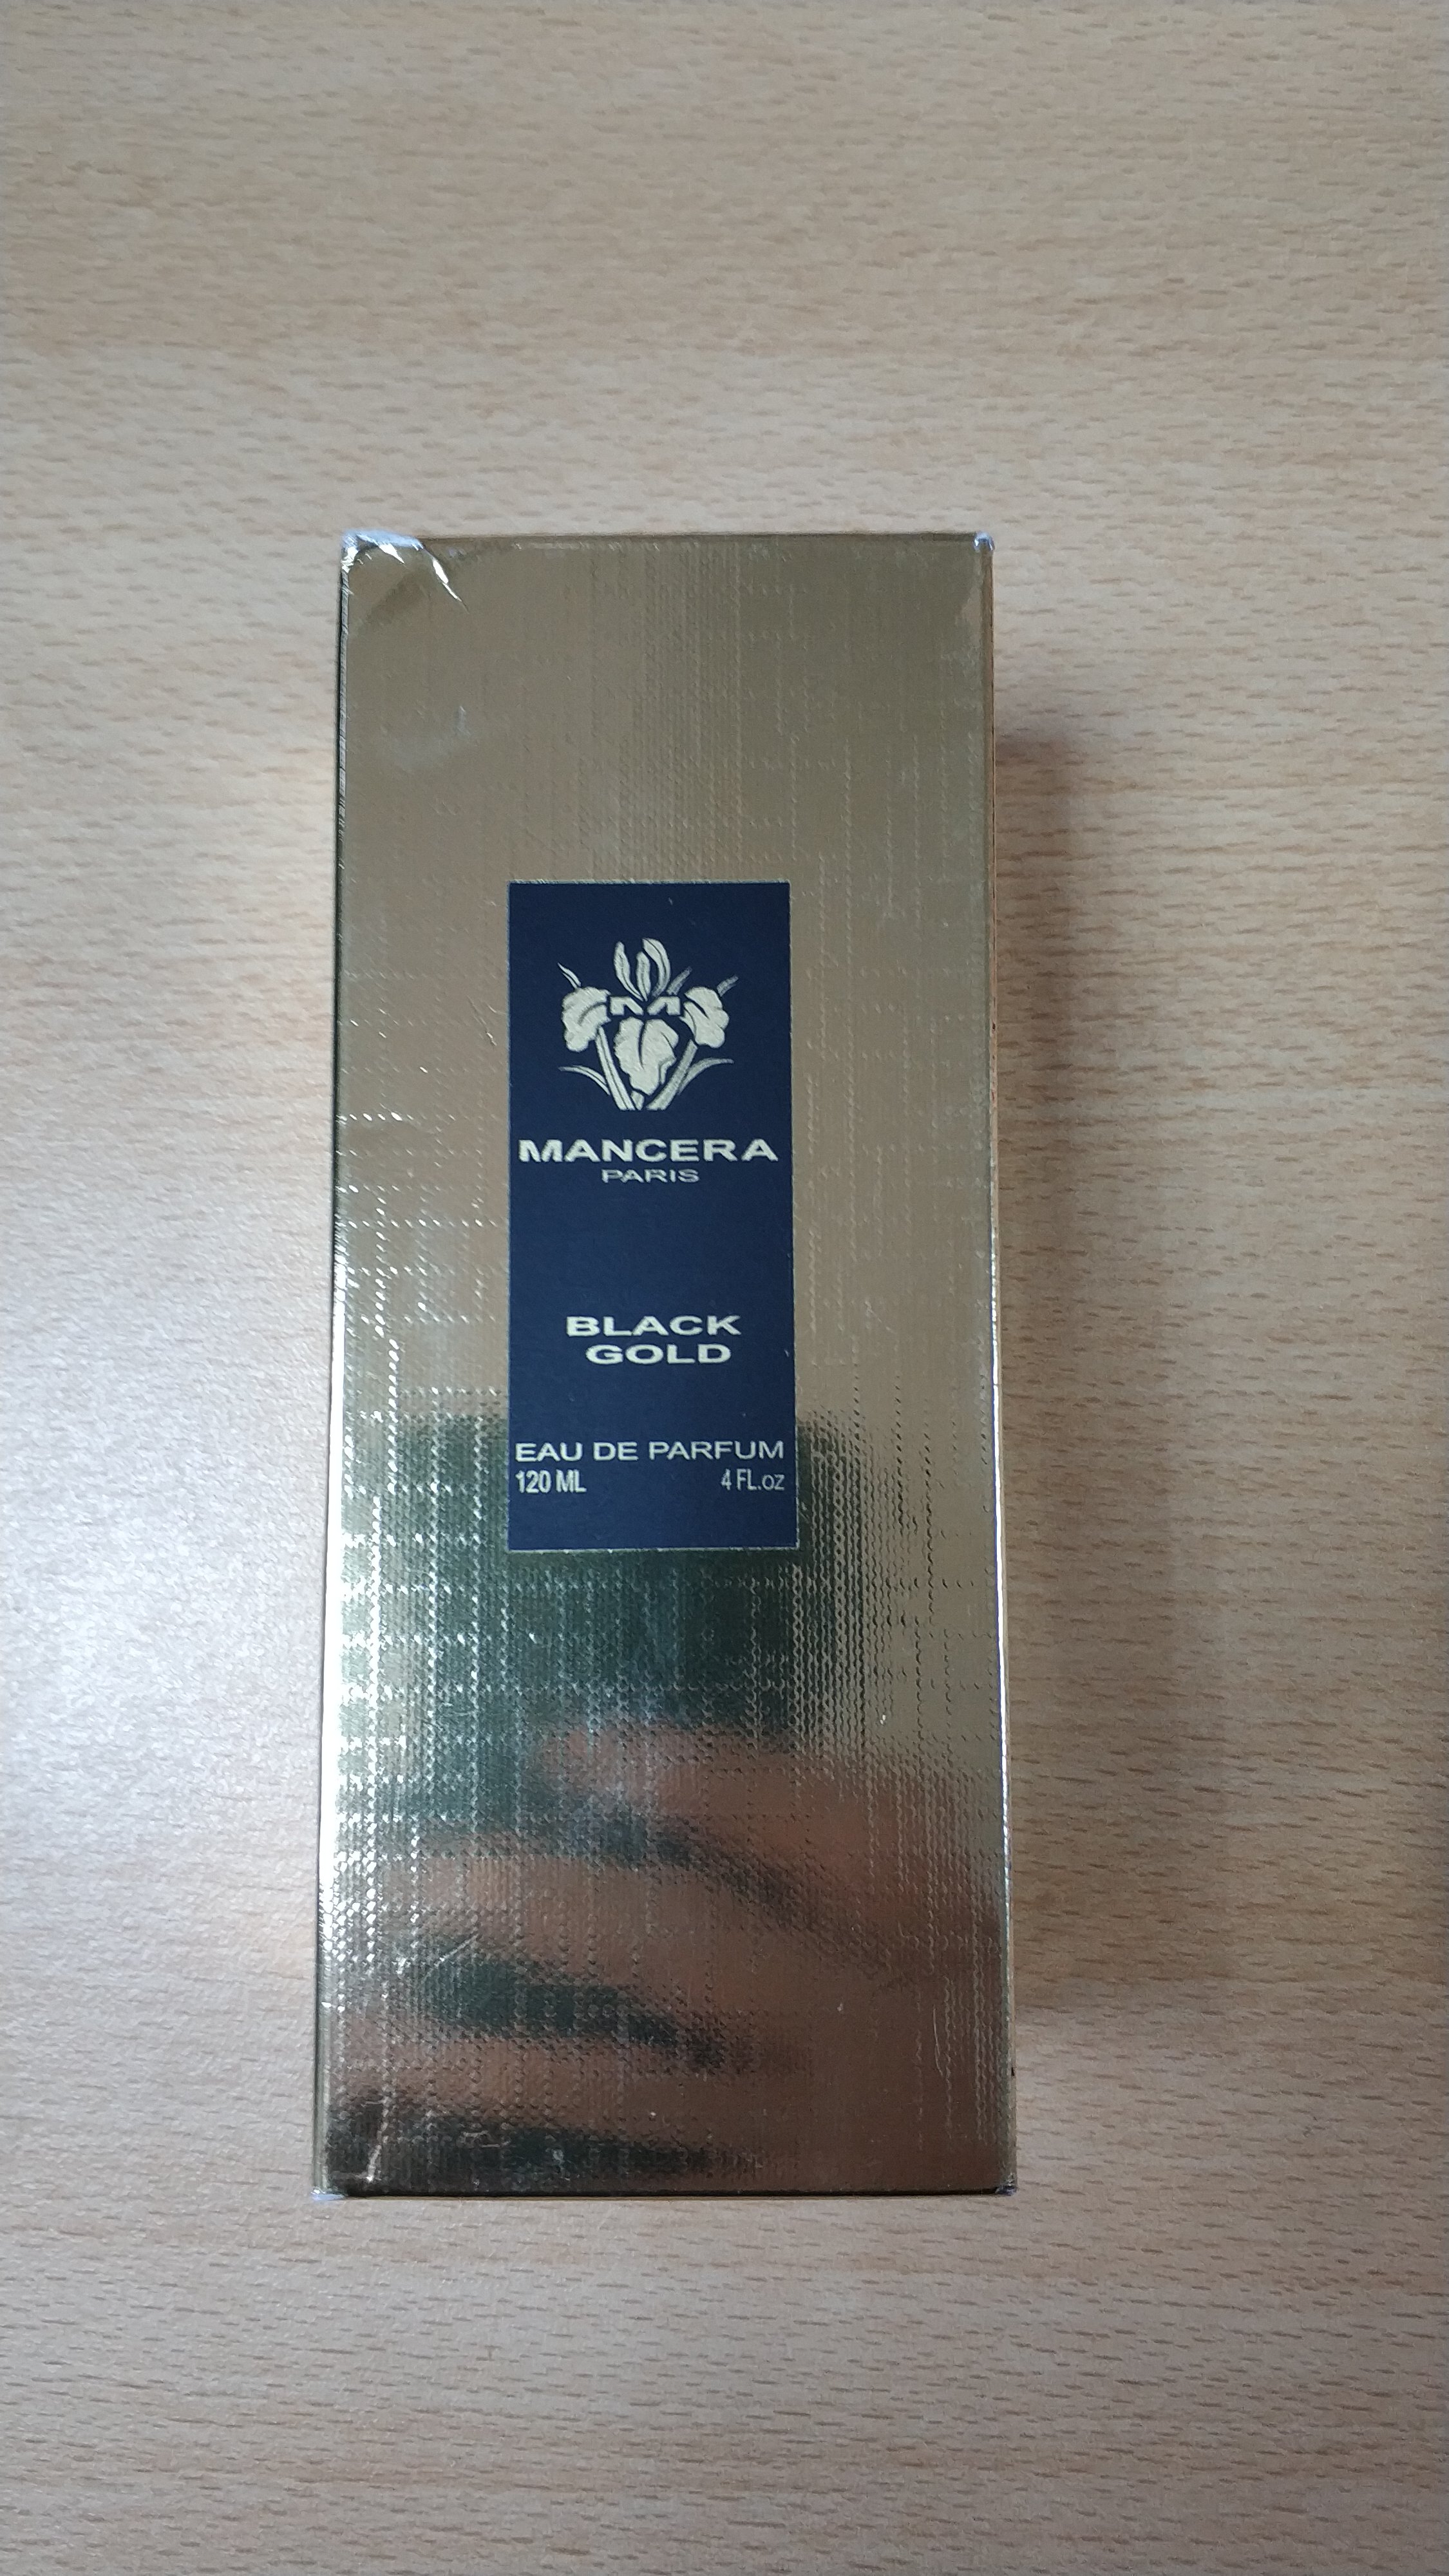 MANCERA
PARIS
BLACK
GOLD
EAU DE PARFUM
120 ML 4 FL.oz